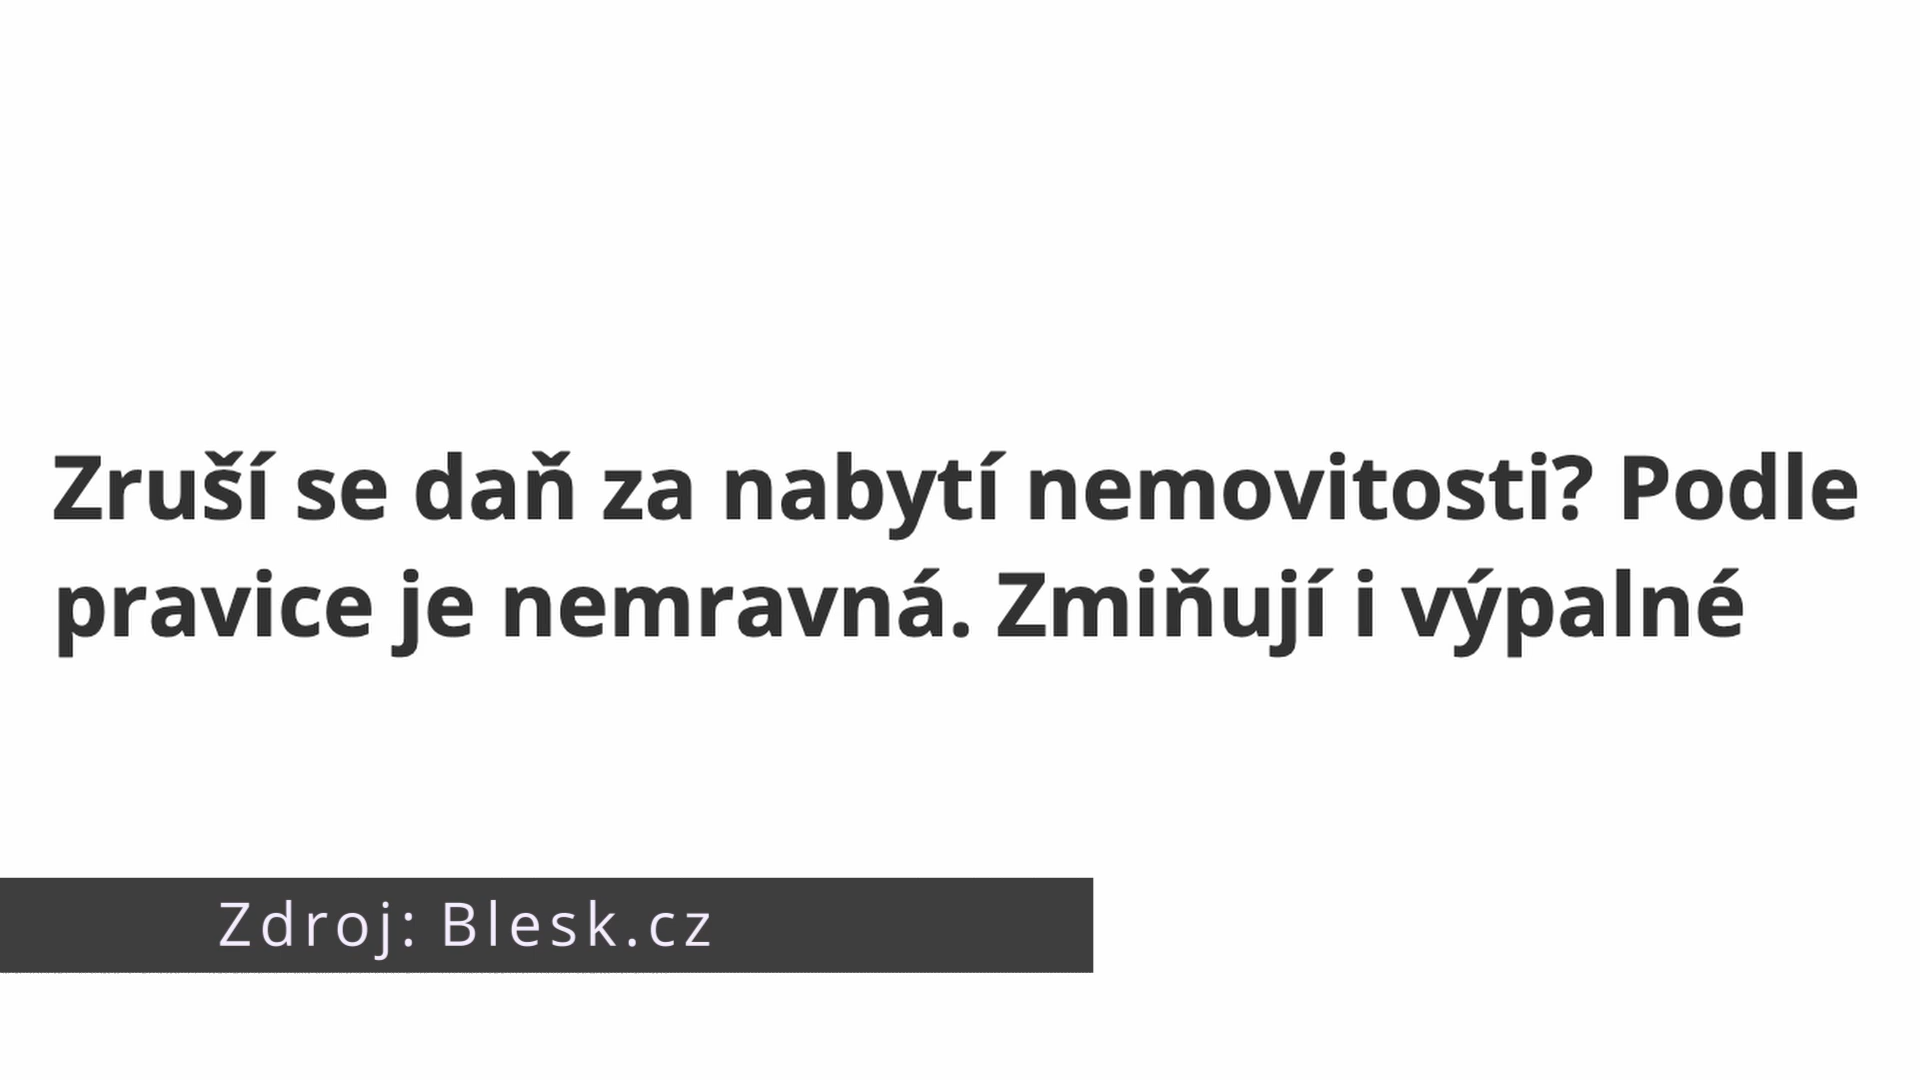 Zruší se daň za nabytí nemovitosti? Podle
pravice je nemravná. Zmiňují i výpalné
Zdroj: Blesk.cz